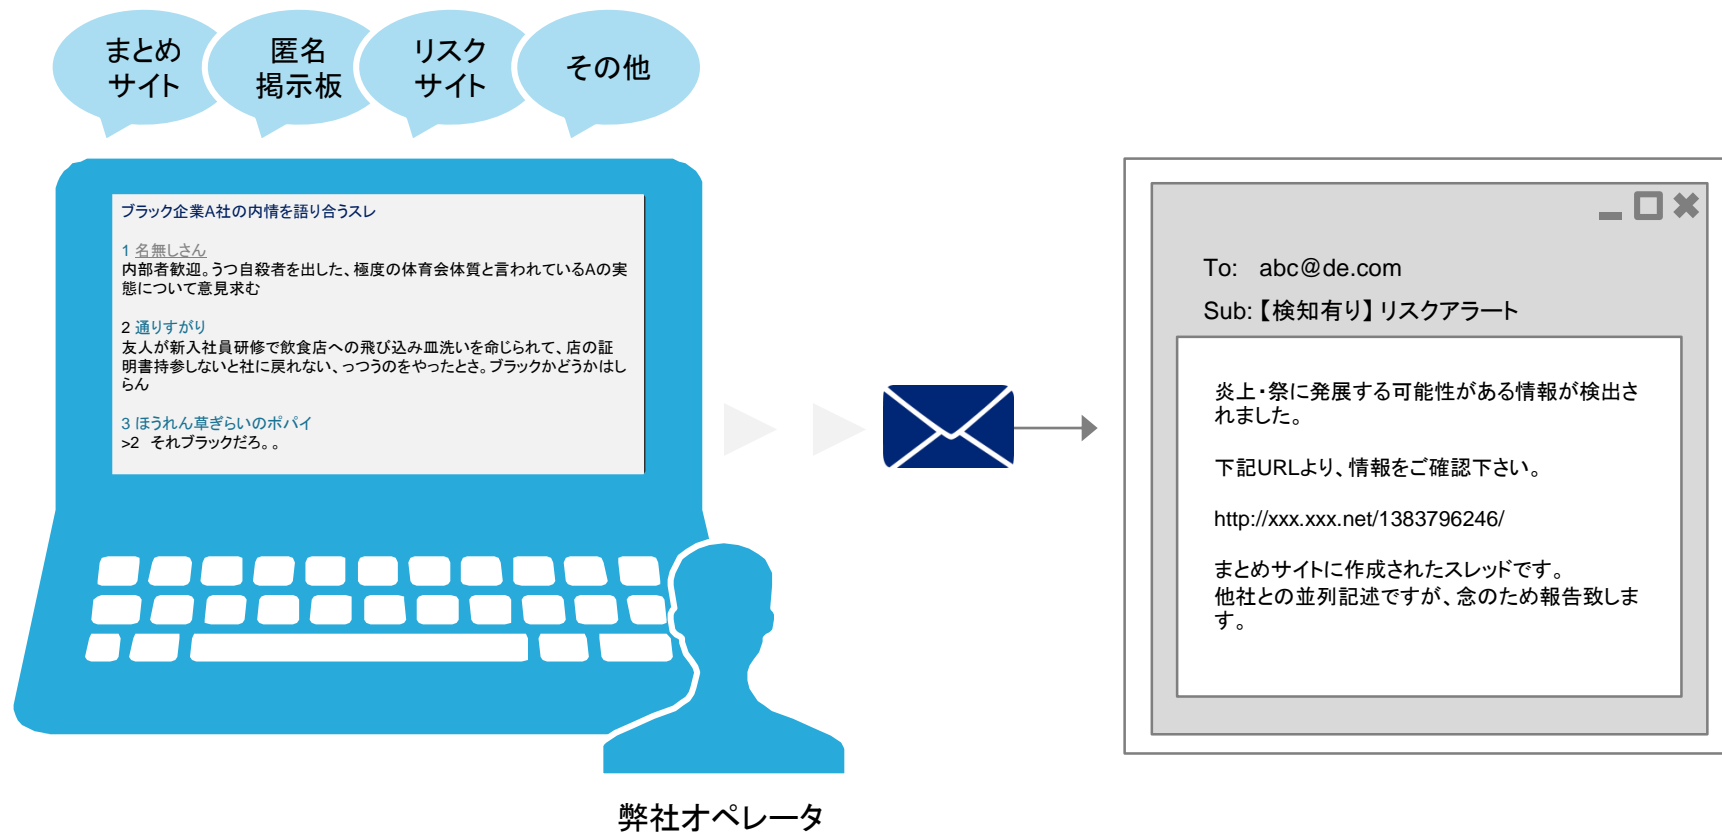 まとめ
サイト
匿名
掲示板
リスク
サイト
その他
ブラック企業A社の内情を語り合うスレ
1 名無しさん
内部者歓迎。うつ自殺者を出した、極度の体育会体質と言われているAの実
態について意見求む
2 通りすがり
友人が新入社員研修で飲食店への飛び込み皿洗いを命じられて、店の証
明書持参しないと社に戻れない、っつうのをやったとさ。ブラックかどうかはし
らん
3 ほうれん草ぎらいのポパイ
>2 それブラックだろ。。
弊社オペレータ
To: abc@de.com
Sub:【検知有り】リスクアラート
炎上・祭に発展する可能性がある情報が検出さ
れました。
下記URLより、情報をご確認下さい。
http://xxx.xxx.net/1383796246/
まとめサイトに作成されたスレッドです。
他社との並列記述ですが、念のため報告致しま
す。